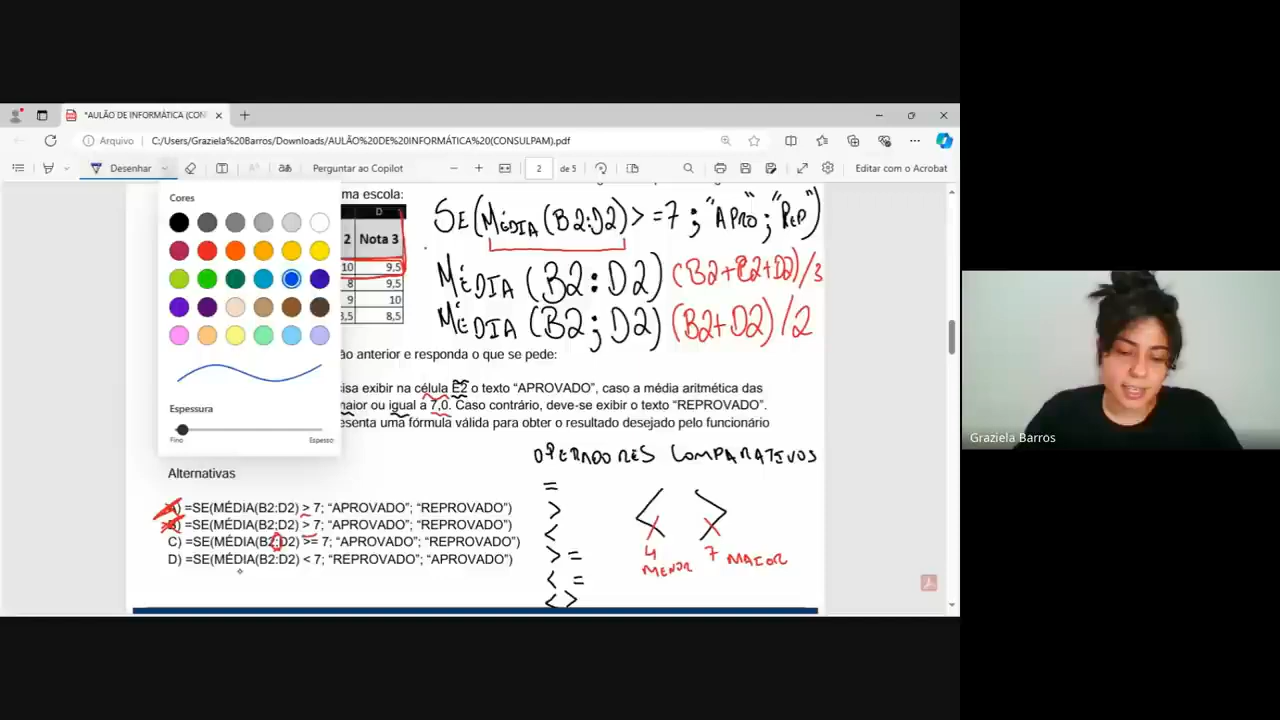 *AULÃO DE INFORMÁTICA (CON
Arquivo
C:/Users/Graziela%20Barros/Downloads/AULÃO%20DE%20INFORMÁTICA%20(CONSULPAM).pdf
Desenhar
Perguntar ao Copilot
2
de 5
Editar com o Acrobat
Cores
Espessura
Fino
Espesso
ma escola:
D
2
Nota 3
10
9,5
8
9,5
9
10
8,5
SE(MÉDIA(B2:D2)>=7;"APRO";"REP")
MÉDIA (B2:D2) (B2+C2+D2)/3
MÉDIA (B2;D2) (B2+D2)/2
ão anterior e responda o que se pede:
isa exibir na célula E2 o texto “APROVADO”, caso a média aritmética das
maior ou igual a 7,0. Caso contrário, deve-se exibir o texto “REPROVADO”.
esenta uma fórmula válida para obter o resultado desejado pelo funcionário
OPERADORES COMPARATIVOS
=
>
<
>=
<=
<>
4
MENOR
7
MAIOR
Alternativas
A) =SE(MÉDIA(B2:D2) > 7; “APROVADO”; “REPROVADO”)
B) =SE(MÉDIA(B2:D2) > 7; “APROVADO”; “REPROVADO”)
C) =SE(MÉDIA(B2;D2) >= 7; “APROVADO”; “REPROVADO”)
D) =SE(MÉDIA(B2:D2) < 7; “REPROVADO”; “APROVADO”)
Graziela Barros